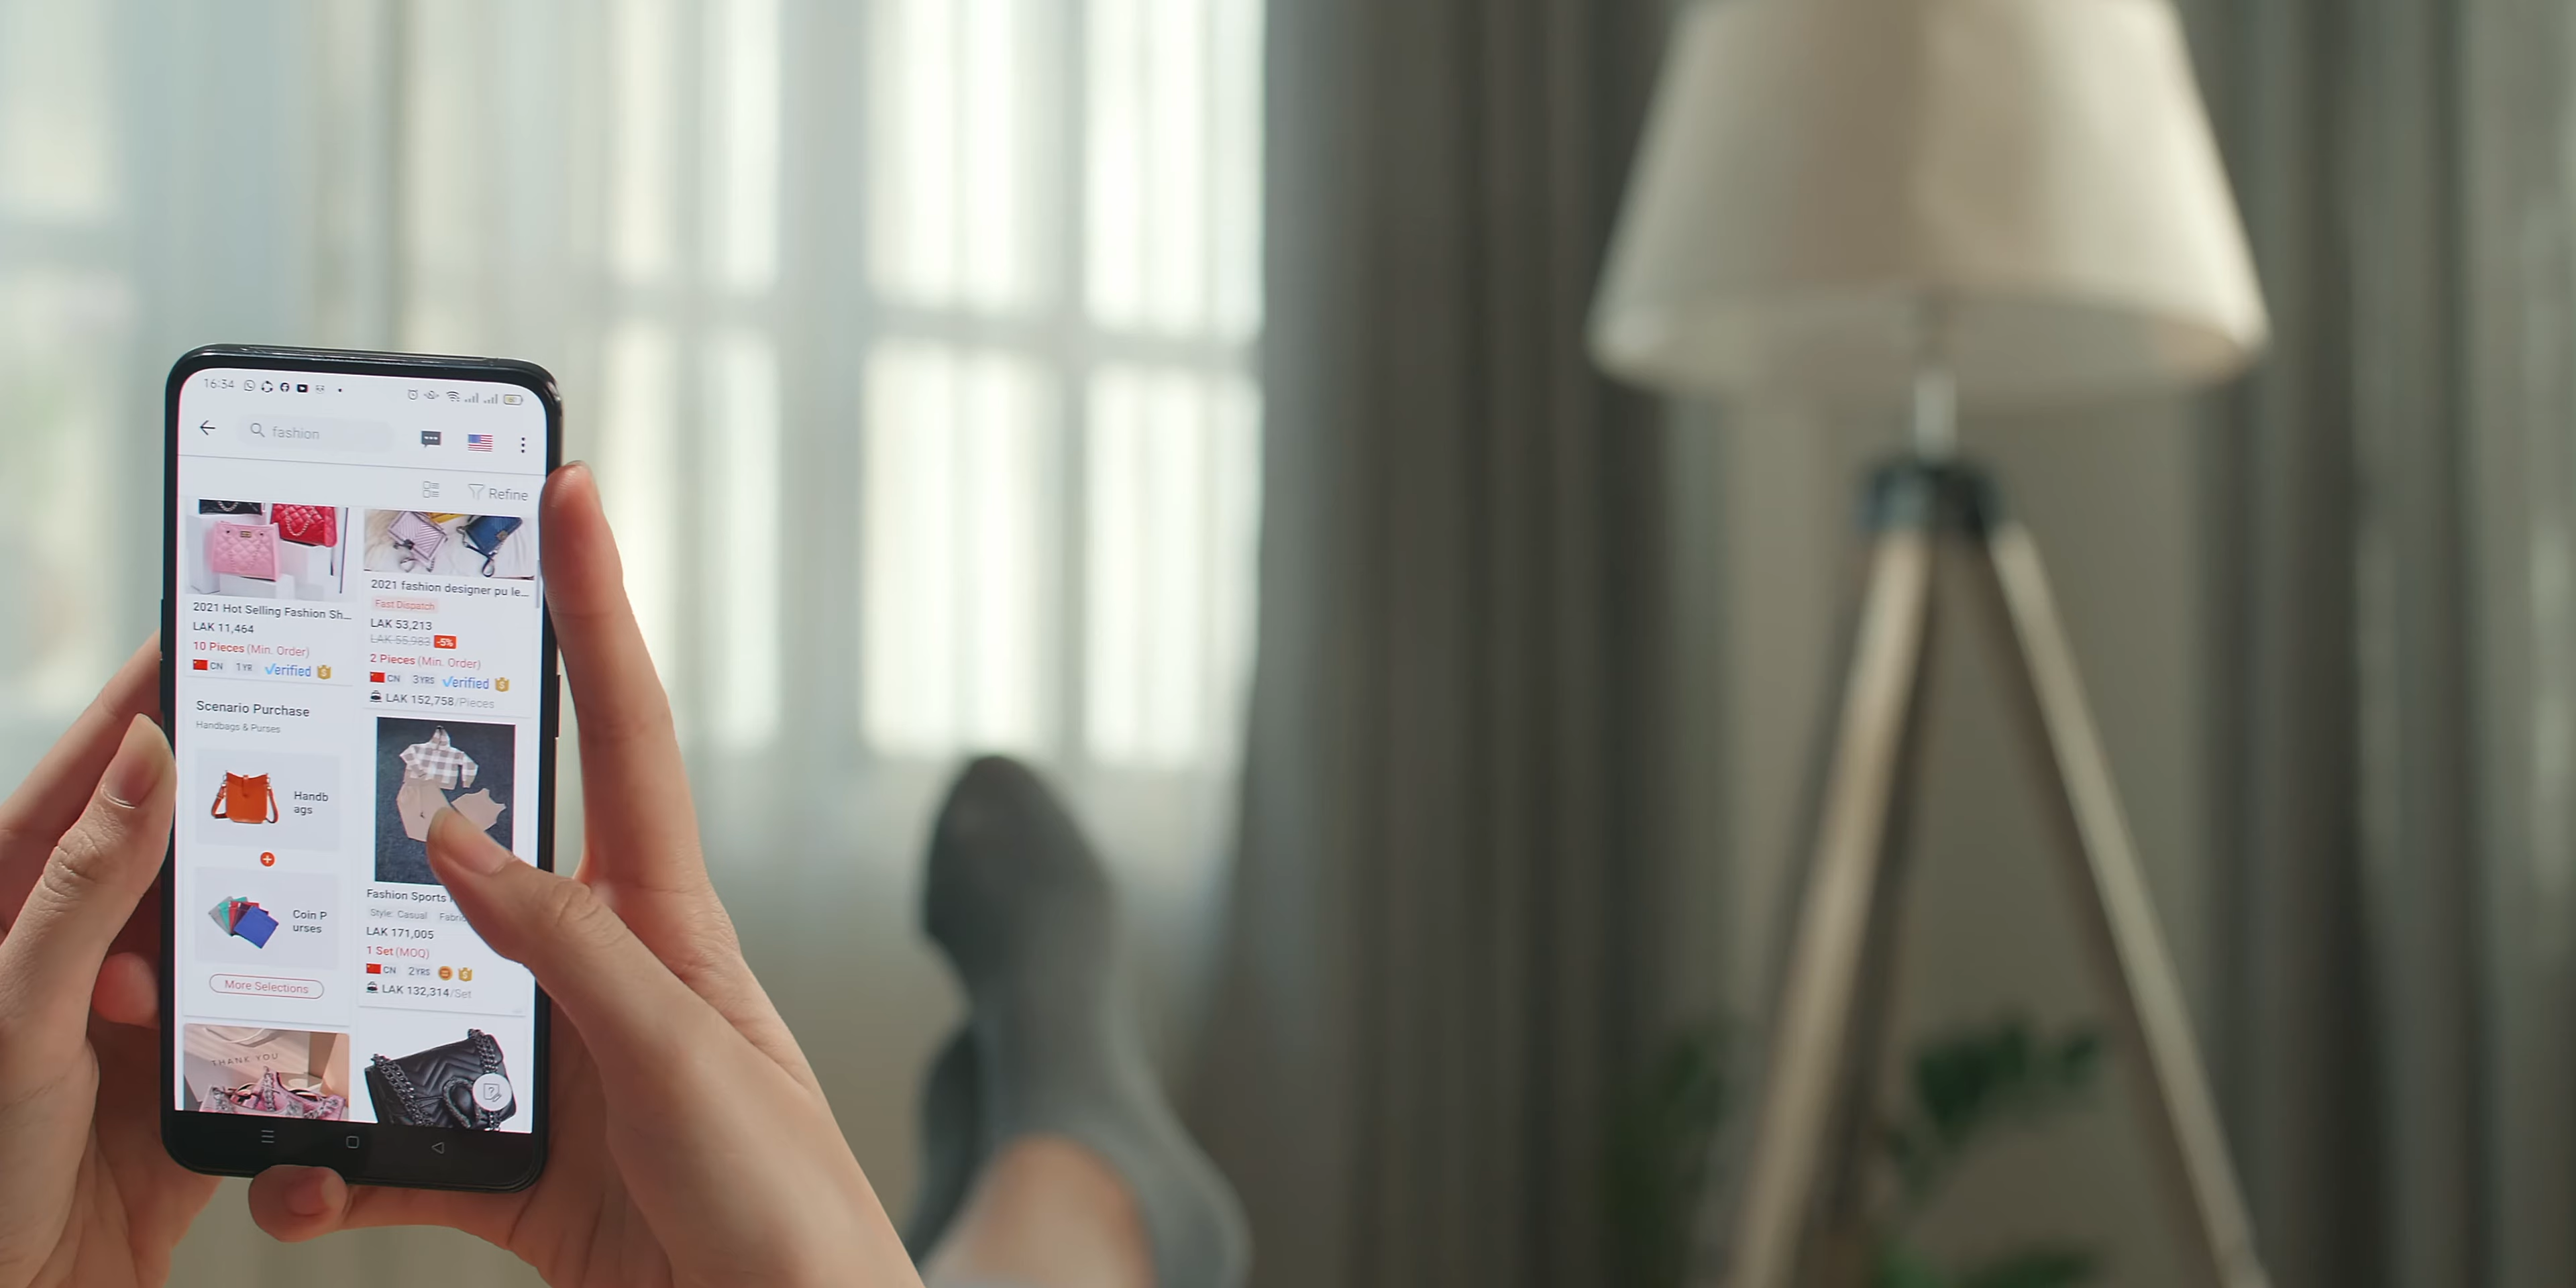 16:34
fashion
Refine
2021 Hot Selling Fashion Sh...
LAK 11,464
10 Pieces (Min. Order)
CN 1YR Verified
Scenario Purchase
Handbags & Purses
Handb
ags
Coin P
urses
More Selections
THANK YOU
2021 fashion designer pu le...
Fast Dispatch
LAK 53,213
LAK 55,983 -5%
2 Pieces (Min. Order)
CN 3YRS Verified
LAK 152,758/Pieces
Fashion Sports
Style: Casual Fabric
LAK 171,005
1 Set (MOQ)
CN 2YRS
LAK 132,314/Set